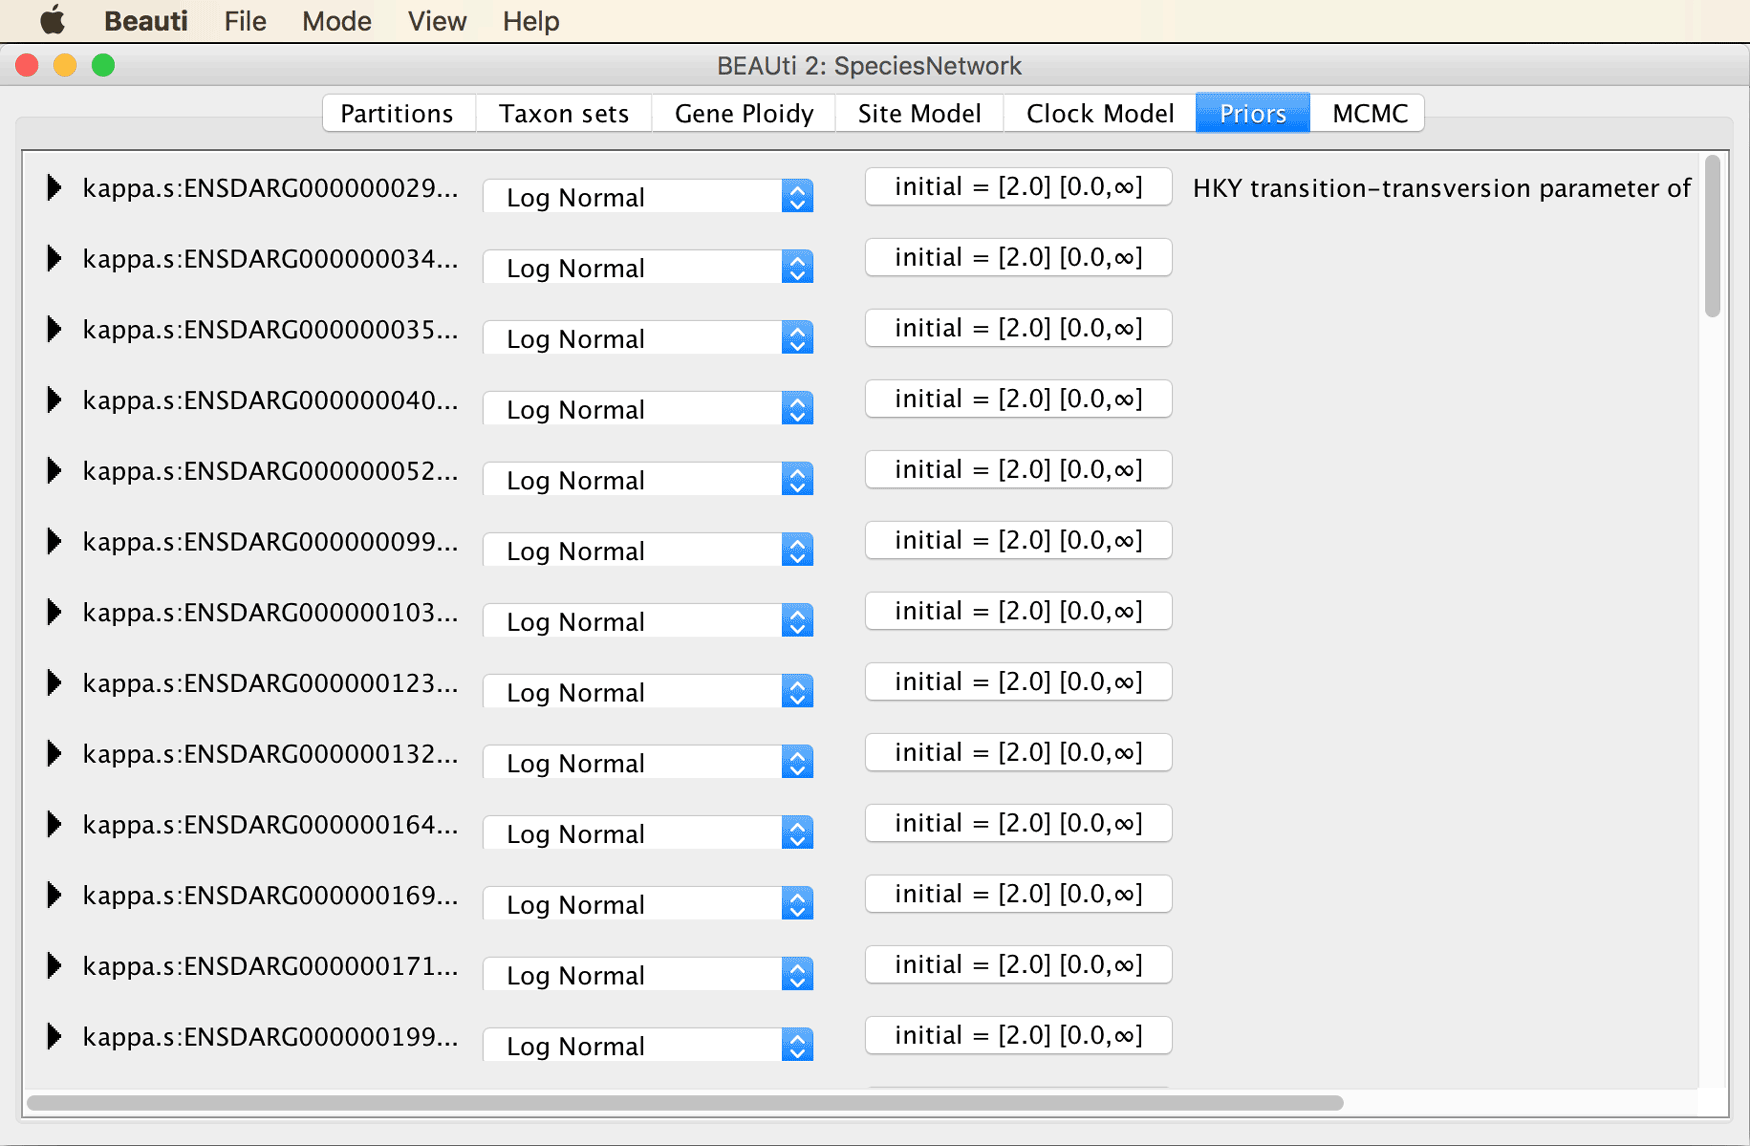 Beauti File Mode View Help
BEAUti 2: SpeciesNetwork
Partitions Taxon sets Gene Ploidy Site Model Clock Model Priors MCMC
kappa.s:ENSDARG000000029... Log Normal initial = [2.0] [0.0,∞] HKY transition-transversion parameter of
kappa.s:ENSDARG000000034... Log Normal initial = [2.0] [0.0,∞]
kappa.s:ENSDARG000000035... Log Normal initial = [2.0] [0.0,∞]
kappa.s:ENSDARG000000040... Log Normal initial = [2.0] [0.0,∞]
kappa.s:ENSDARG000000052... Log Normal initial = [2.0] [0.0,∞]
kappa.s:ENSDARG000000099... Log Normal initial = [2.0] [0.0,∞]
kappa.s:ENSDARG000000103... Log Normal initial = [2.0] [0.0,∞]
kappa.s:ENSDARG000000123... Log Normal initial = [2.0] [0.0,∞]
kappa.s:ENSDARG000000132... Log Normal initial = [2.0] [0.0,∞]
kappa.s:ENSDARG000000164... Log Normal initial = [2.0] [0.0,∞]
kappa.s:ENSDARG000000169... Log Normal initial = [2.0] [0.0,∞]
kappa.s:ENSDARG000000171... Log Normal initial = [2.0] [0.0,∞]
kappa.s:ENSDARG000000199... Log Normal initial = [2.0] [0.0,∞]